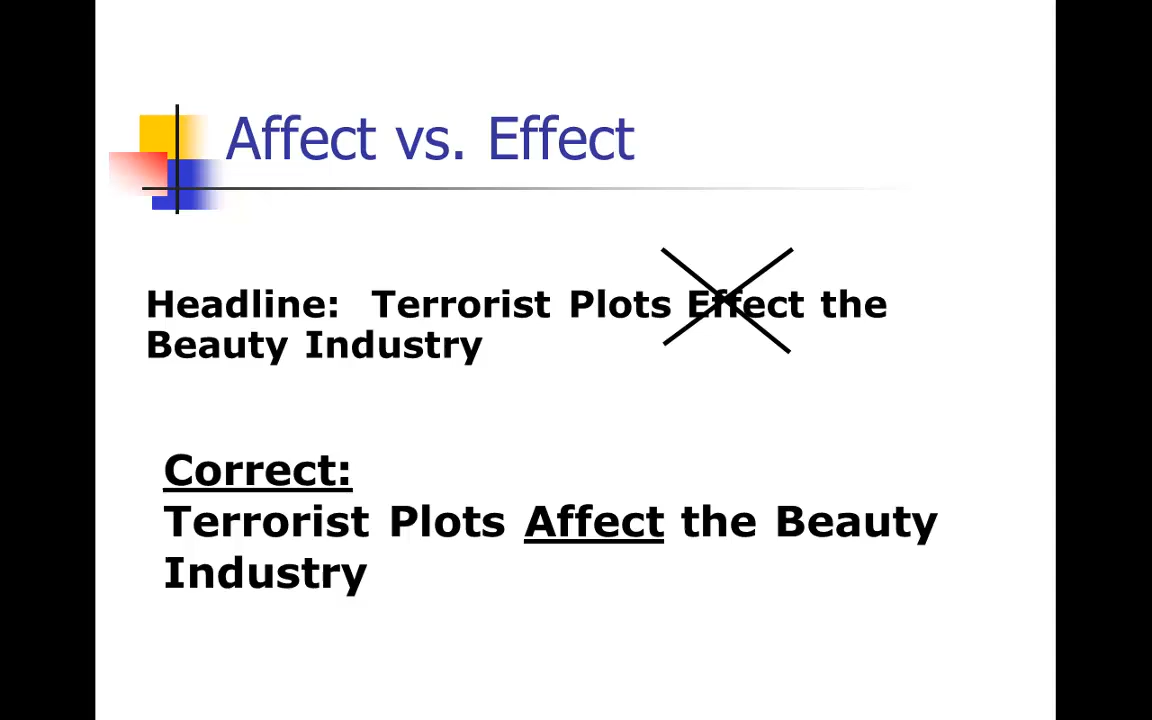 Affect vs. Effect
Headline: Terrorist Plots Effect the
Beauty Industry
Correct:
Terrorist Plots Affect the Beauty
Industry